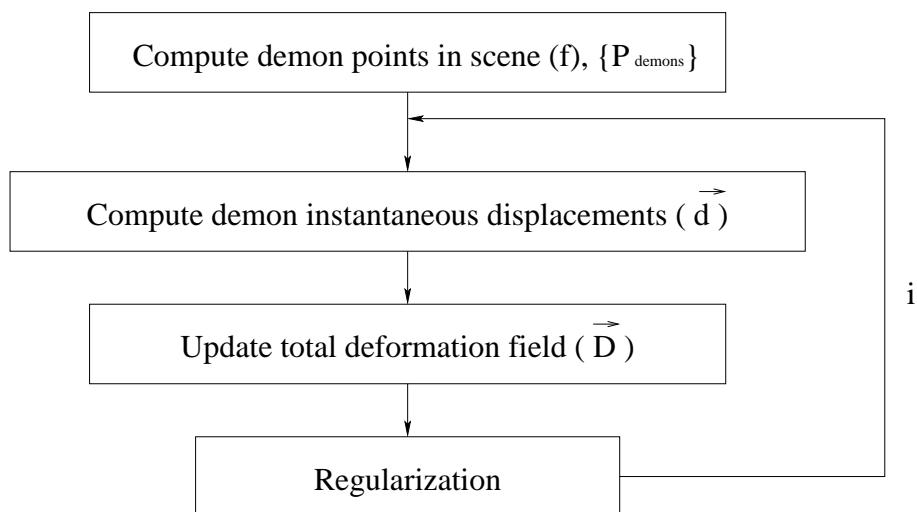 Compute demon points in scene (f), {P demons}
Compute demon instantaneous displacements ( d⃗ )
i
Update total deformation field ( D⃗ )
Regularization